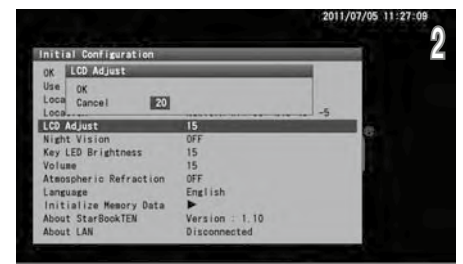 2011/07/05 11:27:09
2
Initial Configuration
OK
LCD Adjust
Use
OK
Loca
Cancel 20
Loca
-5
LCD Adjust 15
Night Vision OFF
Key LED Brightness 15
Volume 15
Atmospheric Refraction OFF
Language English
Initialize Memory Data ▶
About StarBookTEN Version : 1.10
About LAN Disconnected